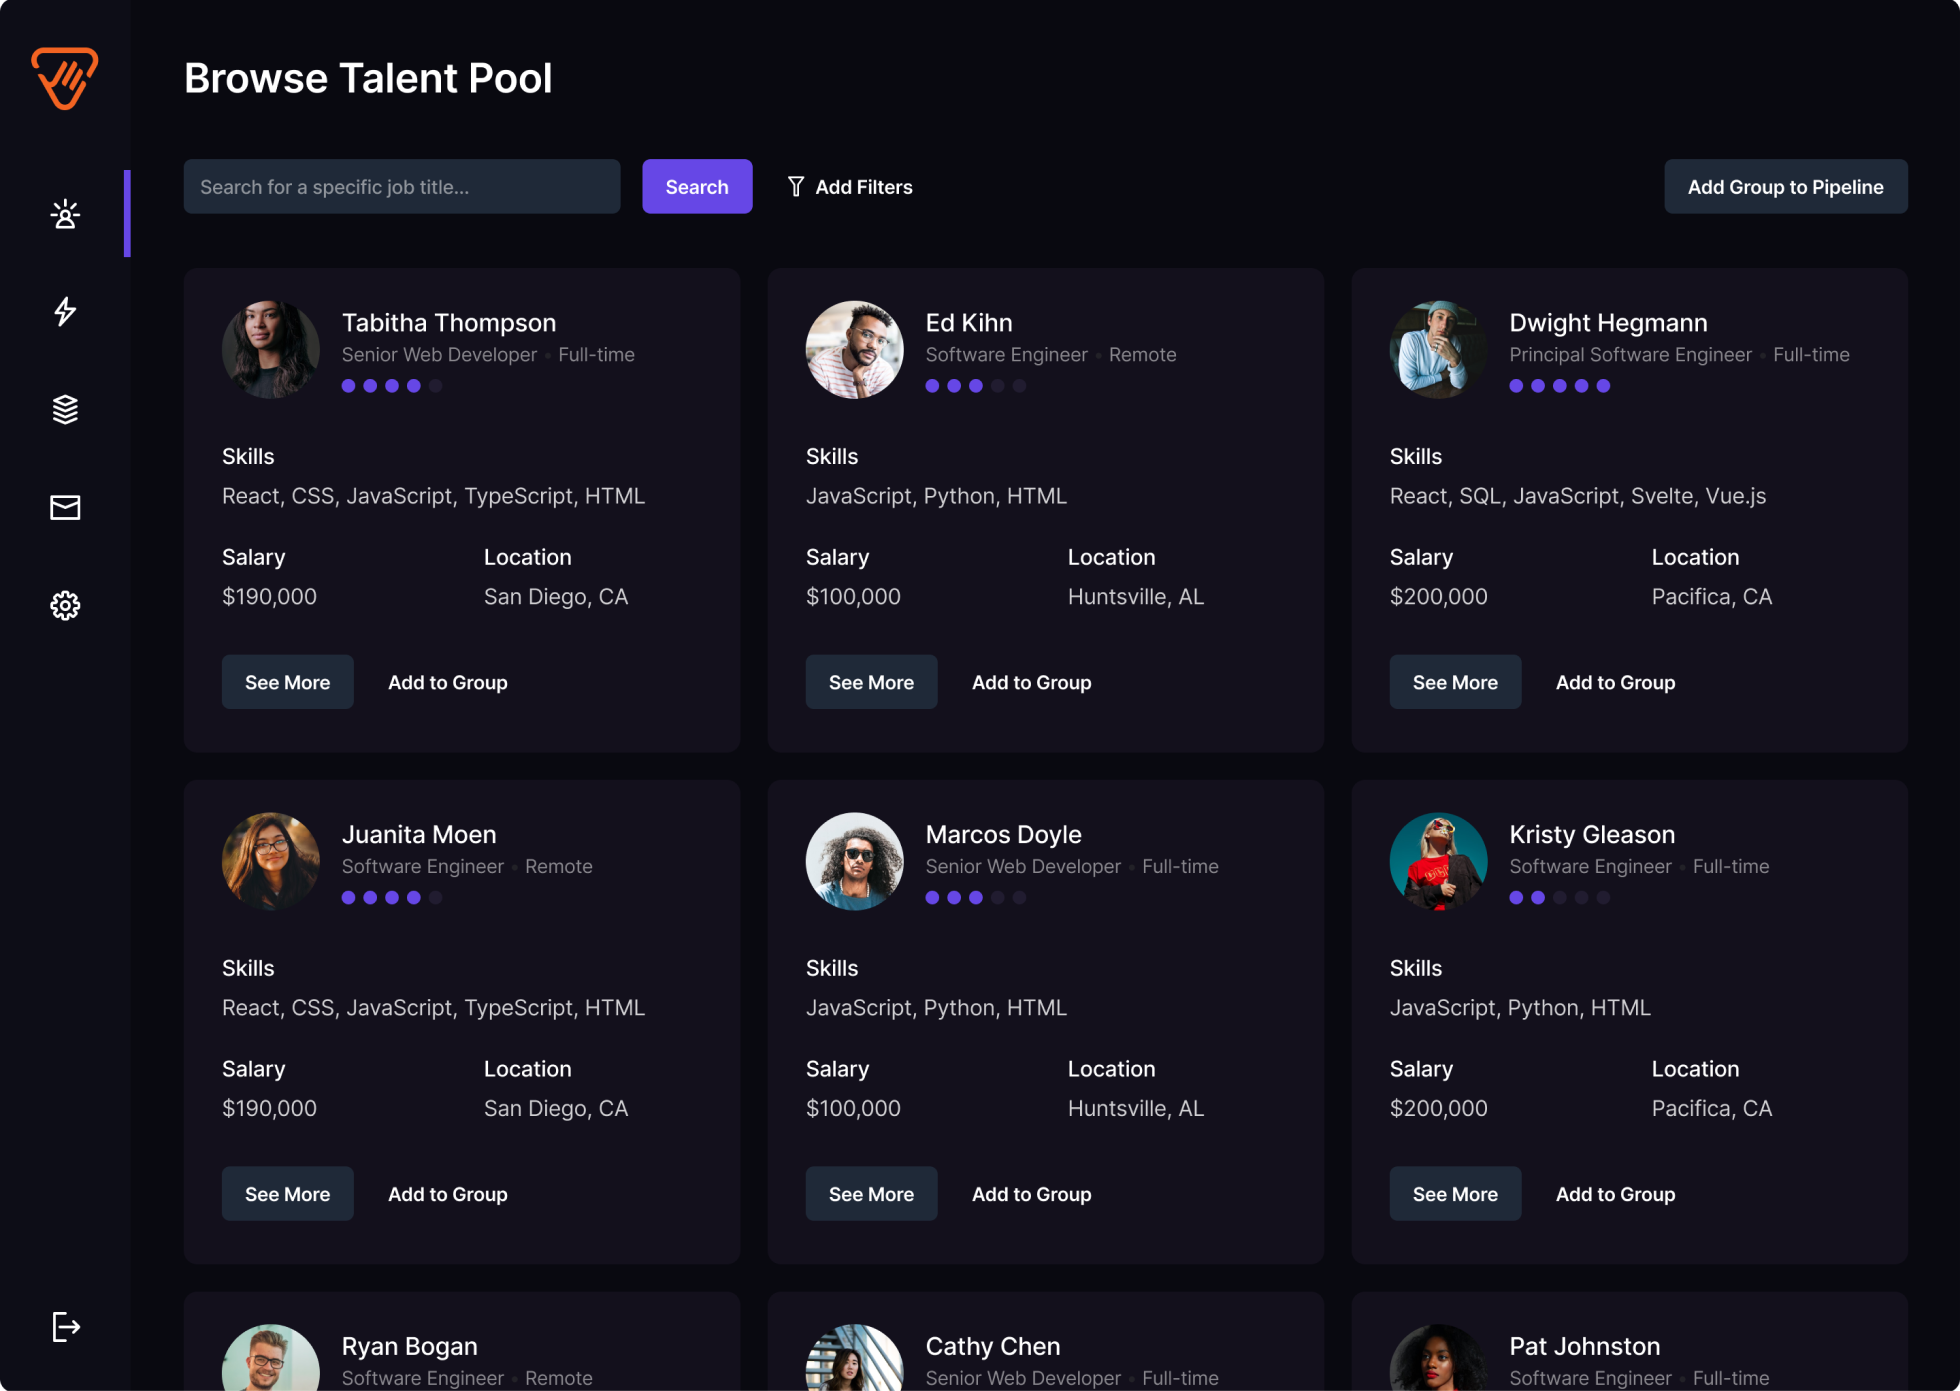 Browse Talent Pool
Search for a specific job title...
Search
Add Filters
Add Group to Pipeline
Tabitha Thompson
Senior Web Developer • Full-time
Skills
React, CSS, JavaScript, TypeScript, HTML
Salary
Location
$190,000
San Diego, CA
See More
Add to Group
Ed Kihn
Software Engineer • Remote
Skills
JavaScript, Python, HTML
Salary
Location
$100,000
Huntsville, AL
See More
Add to Group
Dwight Hegmann
Principal Software Engineer • Full-time
Skills
React, SQL, JavaScript, Svelte, Vue.js
Salary
Location
$200,000
Pacifica, CA
See More
Add to Group
Juanita Moen
Software Engineer • Remote
Skills
React, CSS, JavaScript, TypeScript, HTML
Salary
Location
$190,000
San Diego, CA
See More
Add to Group
Marcos Doyle
Senior Web Developer • Full-time
Skills
JavaScript, Python, HTML
Salary
Location
$100,000
Huntsville, AL
See More
Add to Group
Kristy Gleason
Software Engineer • Full-time
Skills
JavaScript, Python, HTML
Salary
Location
$200,000
Pacifica, CA
See More
Add to Group
Ryan Bogan
Software Engineer • Remote
Cathy Chen
Senior Web Developer • Full-time
Pat Johnston
Software Engineer • Full-time